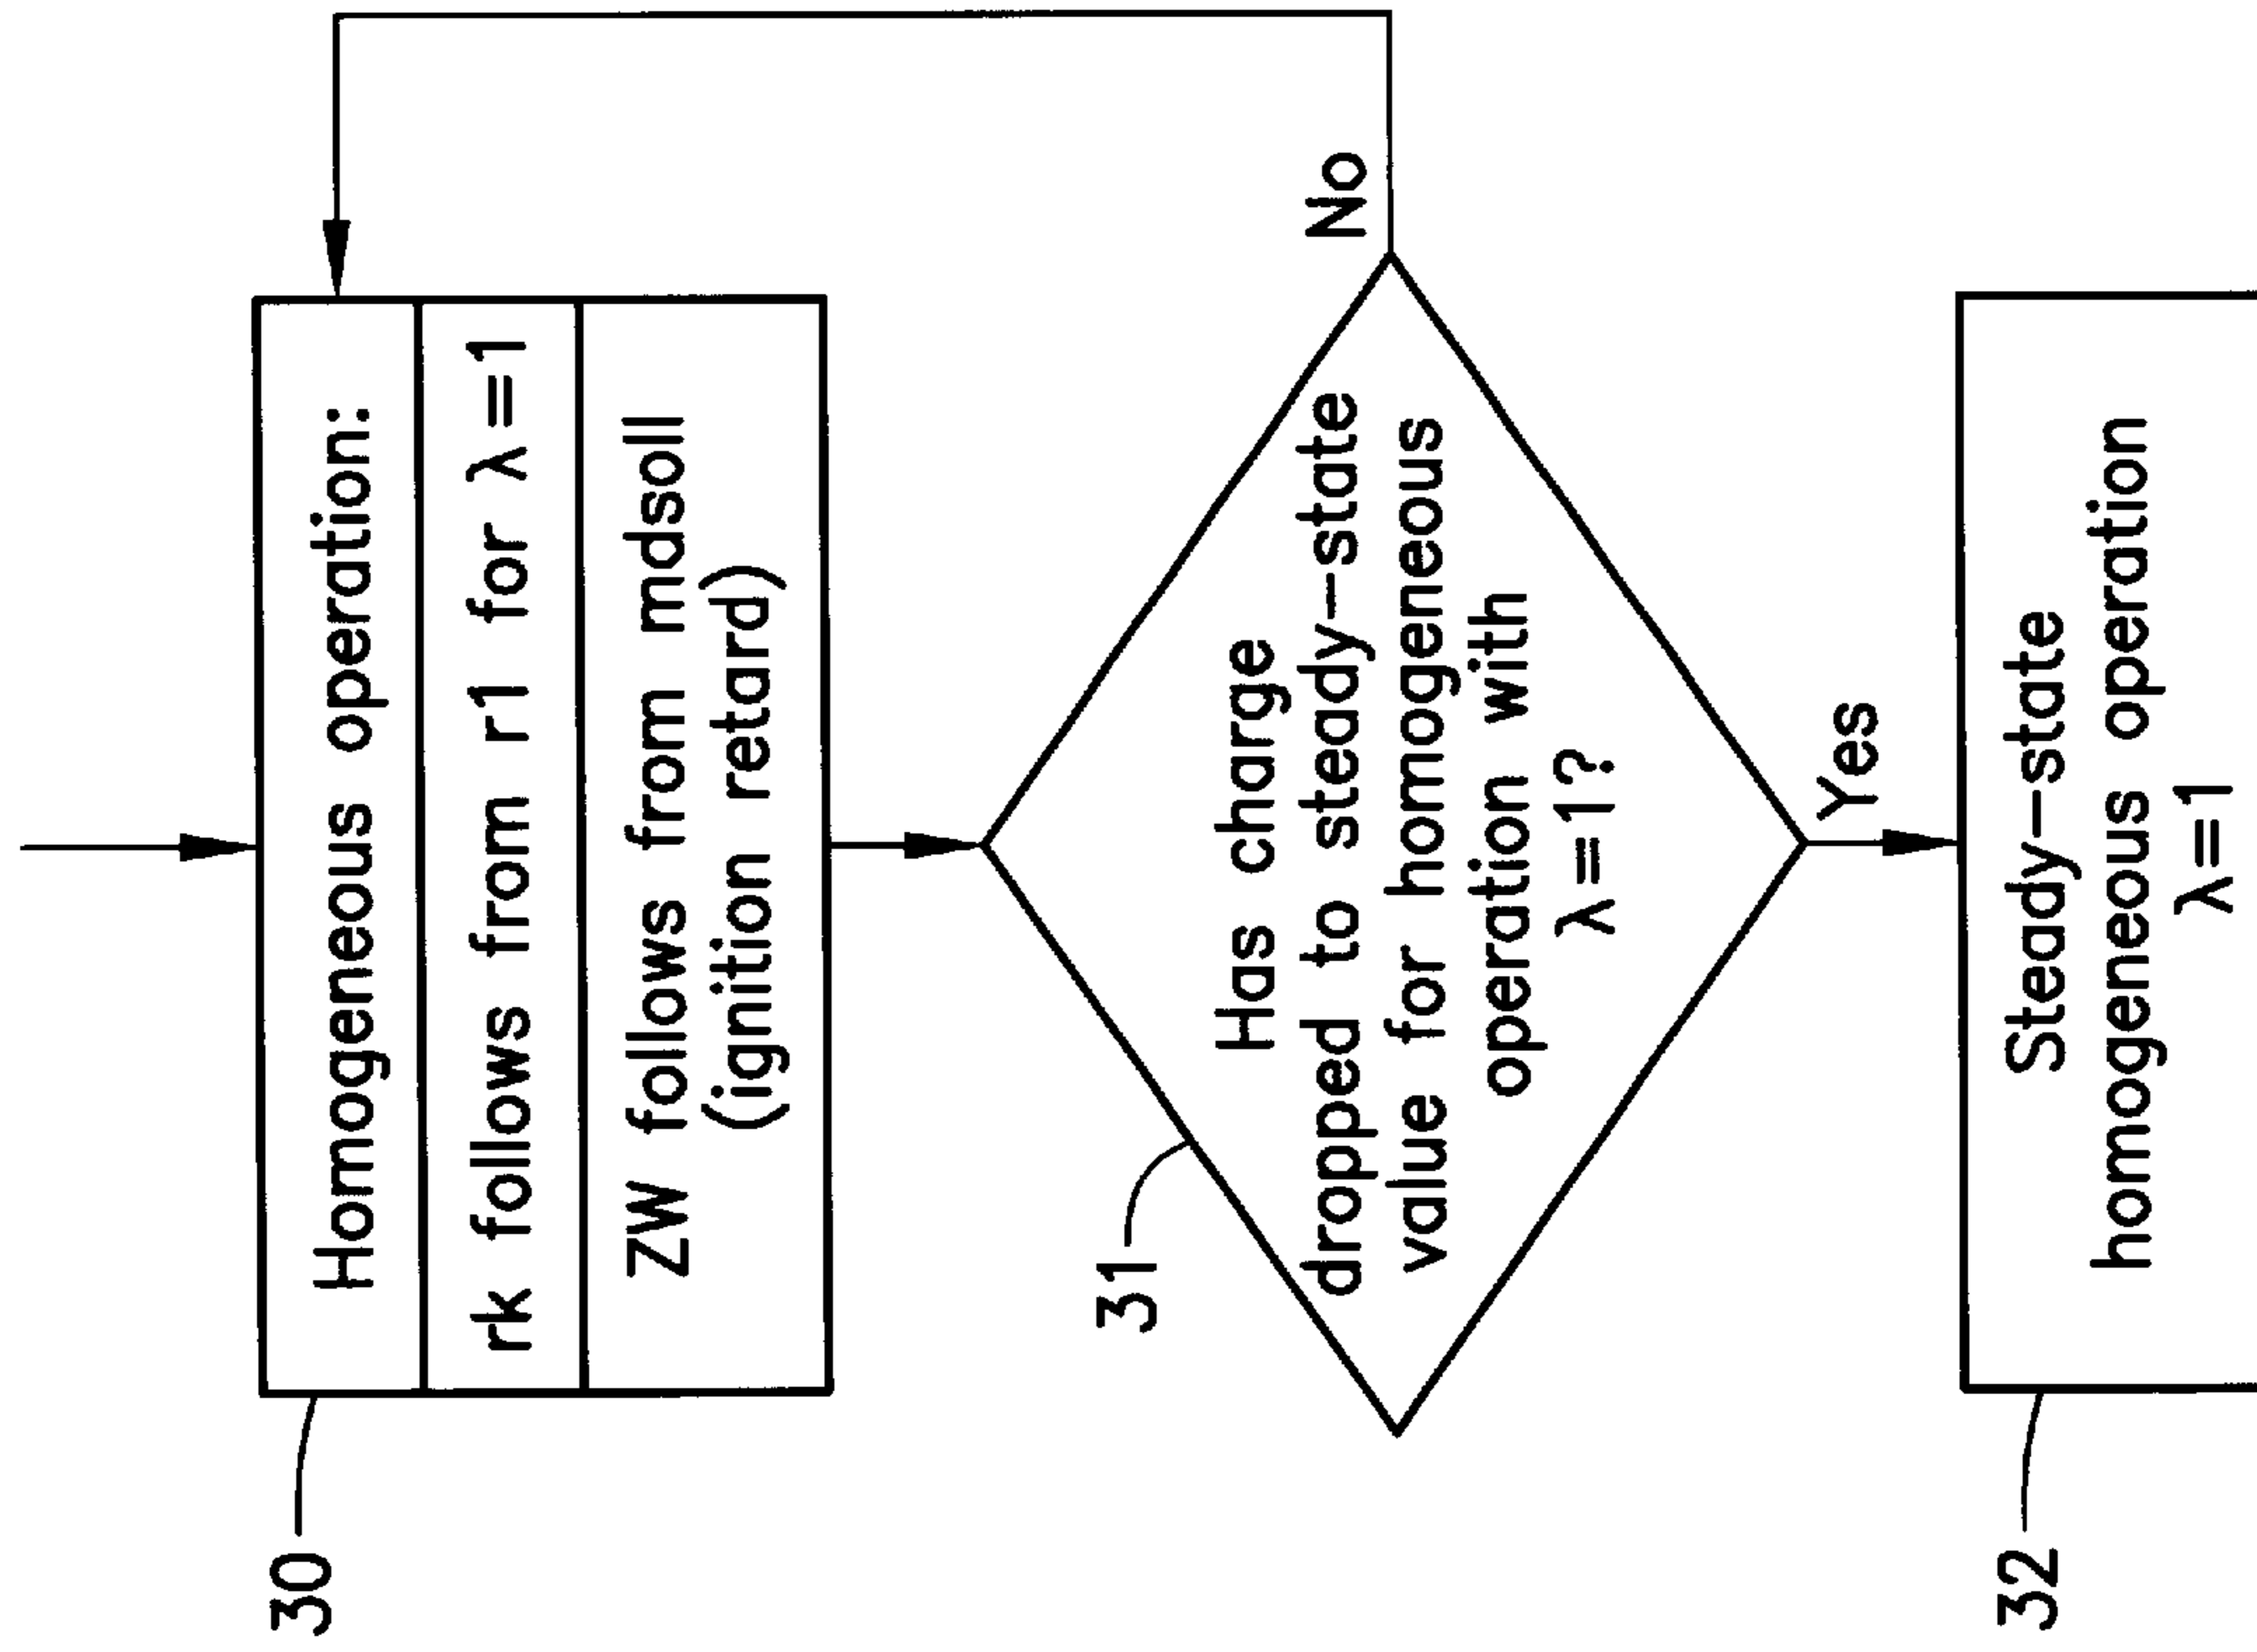 30
Homogeneous operation:
rk follows from r1 for λ=1
ZW follows from mdsoll
(ignition retard)
31
Has charge
dropped to steady-state
value for homogeneous
operation with
λ=1?
No
Yes
32
Steady-state
homogeneous operation
λ=1